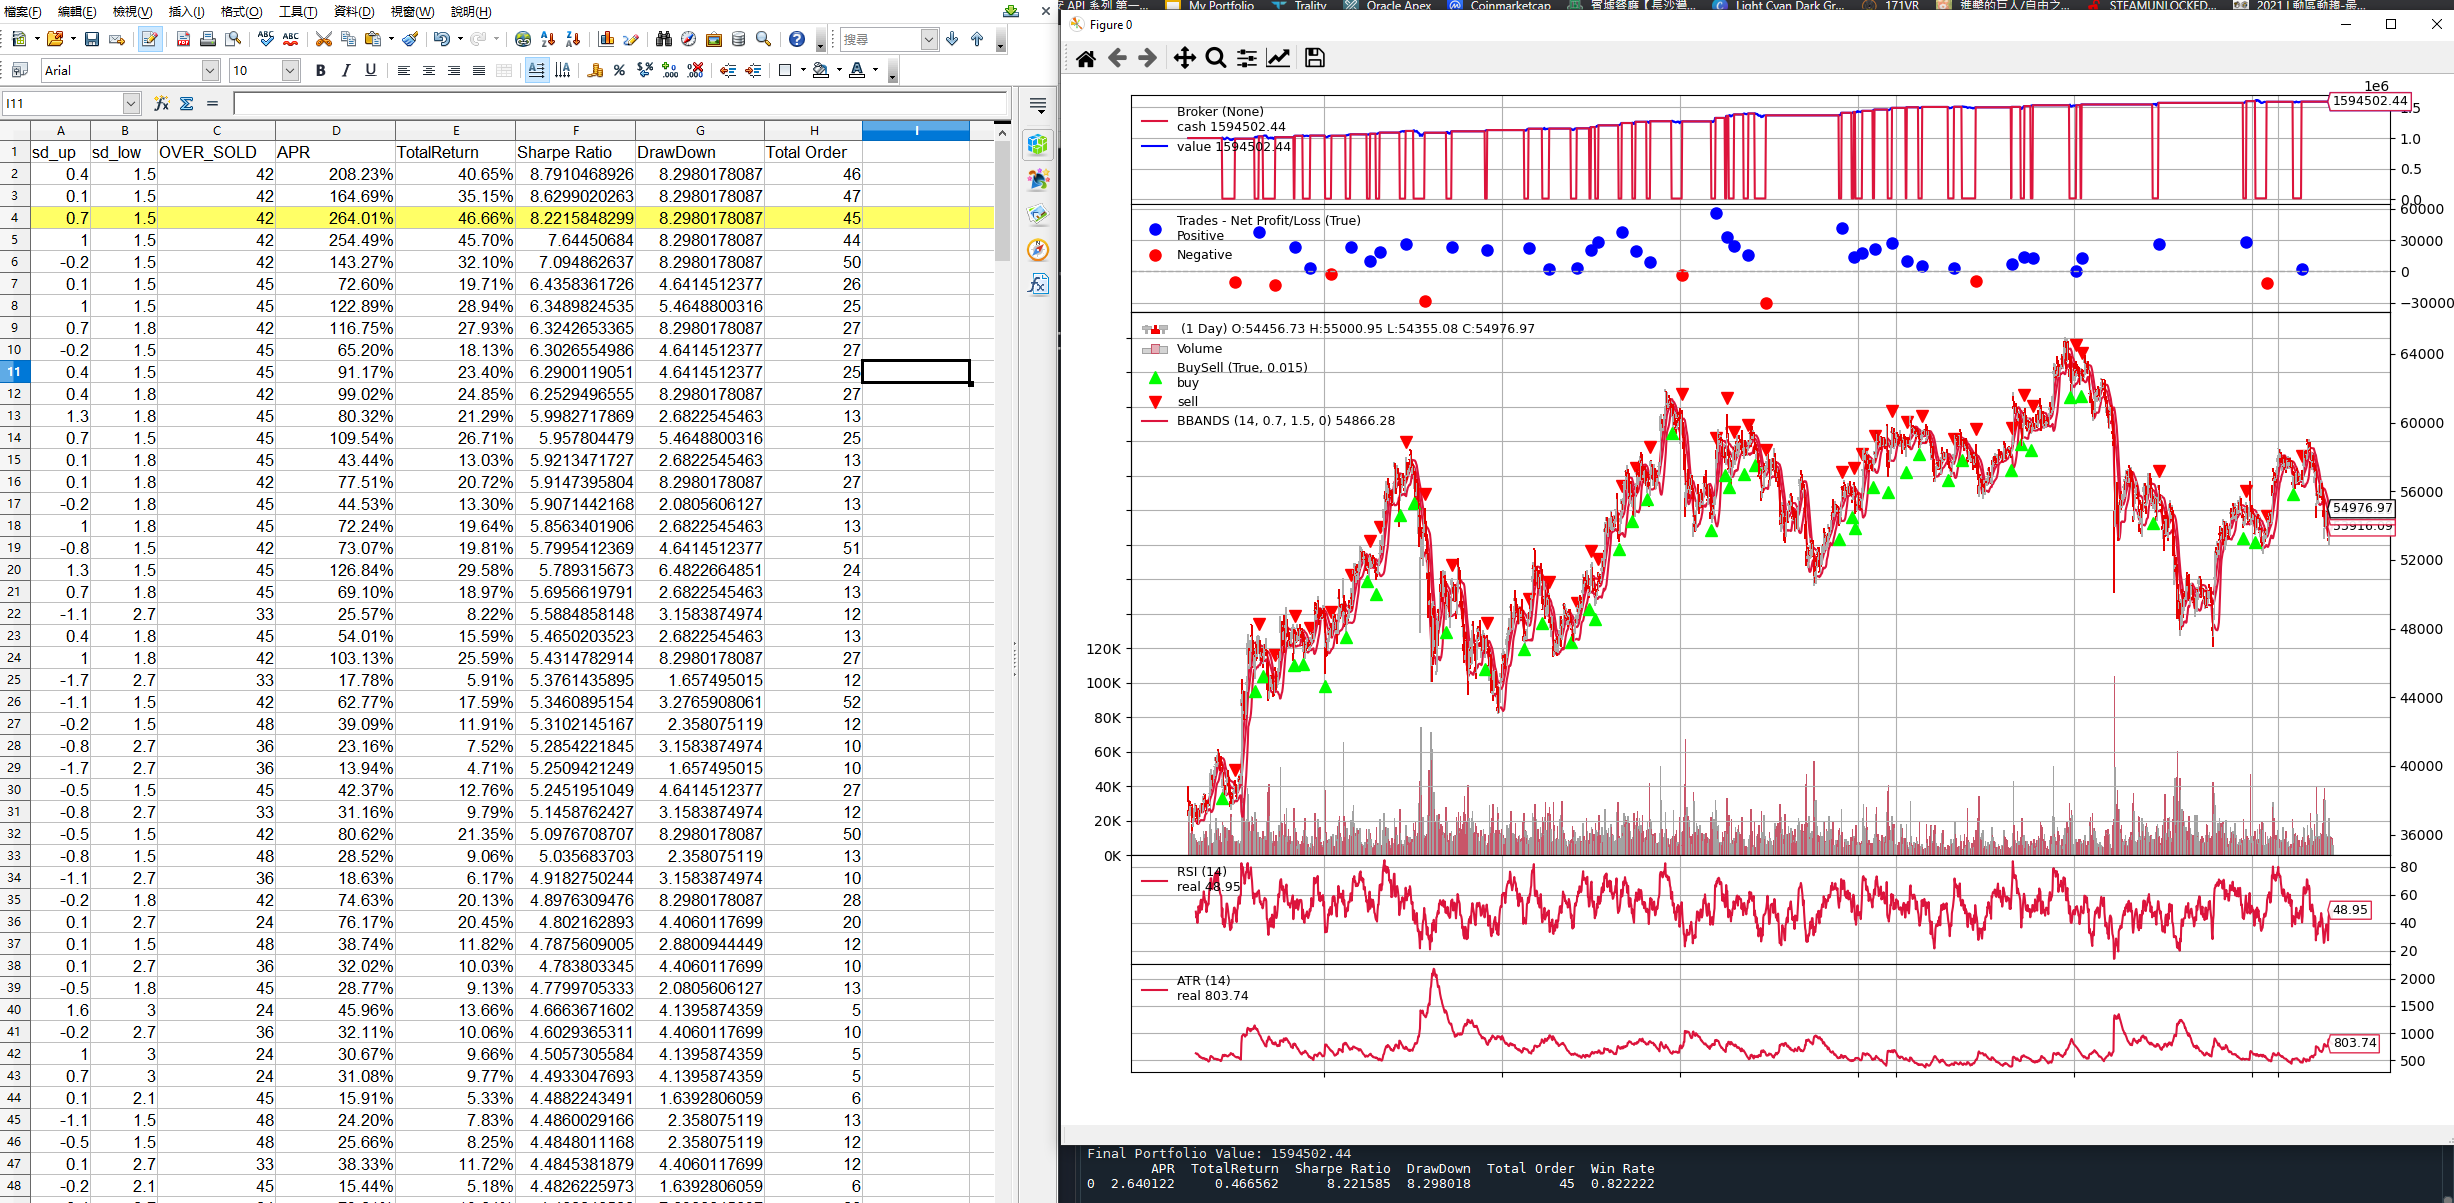 檔案(F) 編輯(E) 檢視(V) 插入(I) 格式(O) 工具(T) 資料(D) 視窗(W) 說明(H)
搜尋
Arial 10
I11
A B C D E F G H I
1 sd_up sd_low OVER_SOLD APR TotalReturn Sharpe Ratio DrawDown Total Order
2 0.4 1.5 42 208.23% 40.65% 8.7910468926 8.2980178087 46
3 0.1 1.5 42 164.69% 35.15% 8.6299020263 8.2980178087 47
4 0.7 1.5 42 264.01% 46.66% 8.2215848299 8.2980178087 45
5 1 1.5 42 254.49% 45.70% 7.64450684 8.2980178087 44
6 -0.2 1.5 42 143.27% 32.10% 7.094862637 8.2980178087 50
7 0.1 1.5 45 72.60% 19.71% 6.4358361726 4.6414512377 26
8 1 1.5 45 122.89% 28.94% 6.3489824535 5.4648800316 25
9 0.7 1.8 42 116.75% 27.93% 6.3242653365 8.2980178087 27
10 -0.2 1.5 45 65.20% 18.13% 6.3026554986 4.6414512377 27
11 0.4 1.5 45 91.17% 23.40% 6.2900119051 4.6414512377 25
12 0.4 1.8 42 99.02% 24.85% 6.2529496555 8.2980178087 27
13 1.3 1.8 45 80.32% 21.29% 5.9982717869 2.6822545463 13
14 0.7 1.5 45 109.54% 26.71% 5.957804479 5.4648800316 25
15 0.1 1.8 45 43.44% 13.03% 5.9213471727 2.6822545463 13
16 0.1 1.8 42 77.51% 20.72% 5.9147395804 8.2980178087 27
17 -0.2 1.8 45 44.53% 13.30% 5.9071442168 2.0805606127 13
18 1 1.8 45 72.24% 19.64% 5.8563401906 2.6822545463 13
19 -0.8 1.5 42 73.07% 19.81% 5.7995412369 4.6414512377 51
20 1.3 1.5 45 126.84% 29.58% 5.789315673 6.4822664851 24
21 0.7 1.8 45 69.10% 18.97% 5.6956619791 2.6822545463 13
22 -1.1 2.7 33 25.57% 8.22% 5.5884858148 3.1583874974 12
23 0.4 1.8 45 54.01% 15.59% 5.4650203523 2.6822545463 13
24 1 1.8 42 103.13% 25.59% 5.4314782914 8.2980178087 27
25 -1.7 2.7 33 17.78% 5.91% 5.3761435895 1.657495015 12
26 -1.1 1.5 42 62.77% 17.59% 5.3460895154 3.2765908061 52
27 -0.2 1.5 48 39.09% 11.91% 5.3102145167 2.358075119 12
28 -0.8 2.7 36 23.16% 7.52% 5.2854221845 3.1583874974 10
29 -1.7 2.7 36 13.94% 4.71% 5.2509421249 1.657495015 10
30 -0.5 1.5 45 42.37% 12.76% 5.2451951049 4.6414512377 27
31 -0.8 2.7 33 31.16% 9.79% 5.1458762427 3.1583874974 12
32 -0.5 1.5 42 80.62% 21.35% 5.0976708707 8.2980178087 50
33 -0.8 1.5 48 28.52% 9.06% 5.035683703 2.358075119 13
34 -1.1 2.7 36 18.63% 6.17% 4.9182750244 3.1583874974 10
35 -0.2 1.8 42 74.63% 20.13% 4.8976309476 8.2980178087 28
36 0.1 2.7 24 76.17% 20.45% 4.802162893 4.4060117699 20
37 0.1 1.5 48 38.74% 11.82% 4.7875609005 2.8800944449 12
38 0.1 2.7 36 32.02% 10.03% 4.783803345 4.4060117699 10
39 -0.5 1.8 45 28.77% 9.13% 4.7799705333 2.0805606127 13
40 1.6 3 24 45.96% 13.66% 4.6663671602 4.1395874359 5
41 -0.2 2.7 36 32.11% 10.06% 4.6029365311 4.4060117699 10
42 1 3 24 30.67% 9.66% 4.5057305584 4.1395874359 5
43 0.7 3 24 31.08% 9.77% 4.4933047693 4.1395874359 5
44 0.1 2.1 45 15.91% 5.33% 4.4882243491 1.6392806059 6
45 -1.1 1.5 48 24.20% 7.83% 4.4860029166 2.358075119 13
46 -0.5 1.5 48 25.66% 8.25% 4.4848011168 2.358075119 12
47 0.1 2.7 33 38.33% 11.72% 4.4845381879 4.4060117699 12
48 -0.2 2.1 45 15.44% 5.18% 4.4826225973 1.6392806059 6
My Portfolio Trality Oracle Apex Coinmarketcap Light Cyan Dark Gr... 171VR STEAMUNLOCKED...
Figure 0
1e6
Broker (None)
cash 1594502.44
value 1594502.44
1594502.44
1.0
0.5
0.0
Trades - Net Profit/Loss (True)
Positive
Negative
60000
30000
0
−30000
(1 Day) O:54456.73 H:55000.95 L:54355.08 C:54976.97
Volume
BuySell (True, 0.015)
buy
sell
BBANDS (14, 0.7, 1.5, 0) 54866.28
64000
60000
56000
54976.97
52000
48000
44000
40000
36000
120K
100K
80K
60K
40K
20K
0K
RSI (14)
real 48.95
80
60
48.95
40
20
ATR (14)
real 803.74
2000
1500
1000
803.74
500
Final Portfolio Value: 1594502.44
APR TotalReturn Sharpe Ratio DrawDown Total Order Win Rate
0 2.640122 0.466562 8.221585 8.298018 45 0.822222